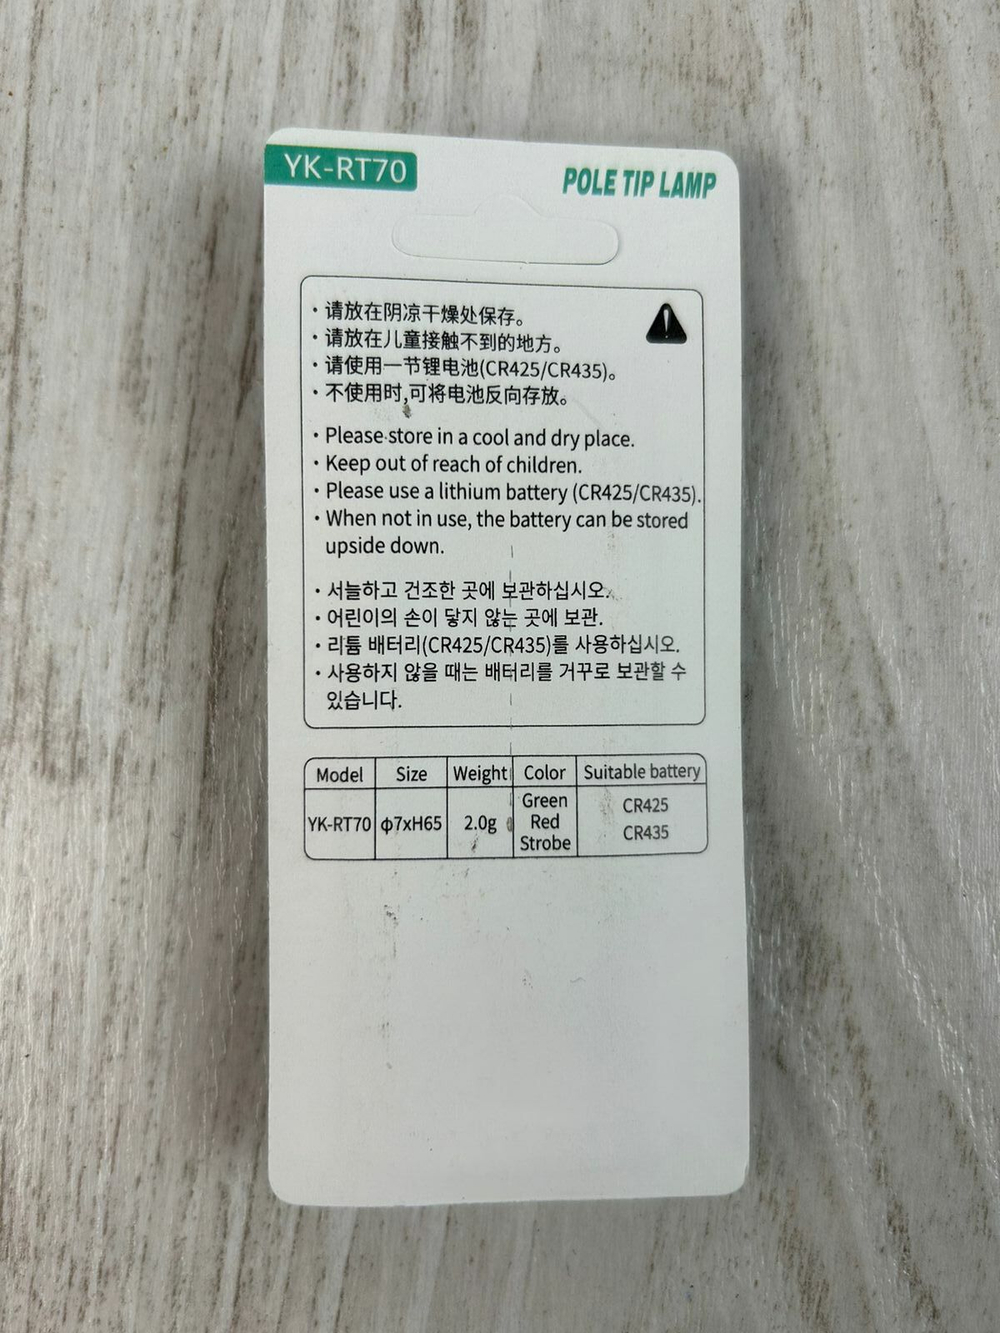 YK-RT70
POLE TIP LAMP
· 请放在阴凉干燥处保存。
· 请放在儿童接触不到的地方。
· 请使用一节锂电池(CR425/CR435)。
· 不使用时,可将电池反向存放。
· Please store in a cool and dry place.
· Keep out of reach of children.
· Please use a lithium battery (CR425/CR435).
· When not in use, the battery can be stored
upside down.
· 서늘하고 건조한 곳에 보관하십시오.
· 어린이의 손이 닿지 않는 곳에 보관.
· 리튬 배터리(CR425/CR435)를 사용하십시오.
· 사용하지 않을 때는 배터리를 거꾸로 보관할 수
있습니다.
Model Size Weight Color Suitable battery
YK-RT70 φ7xH65 2.0g Green Red Strobe CR425 CR435